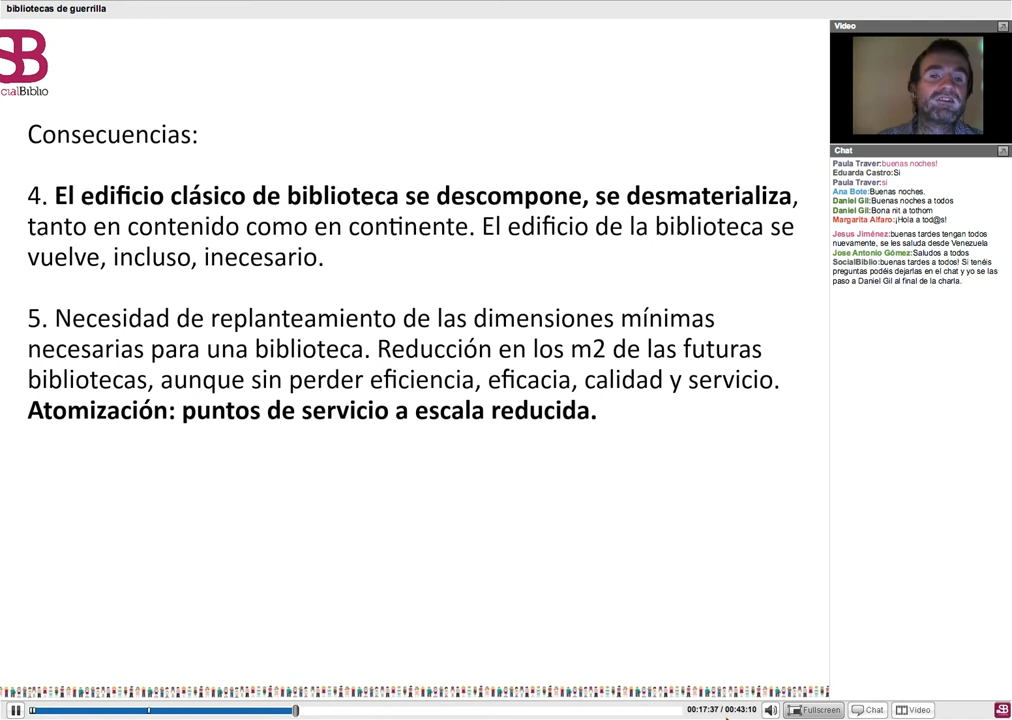 bibliotecas de guerrilla
SB
cialBiblio
Consecuencias:
4. El edificio clásico de biblioteca se descompone, se desmaterializa,
tanto en contenido como en continente. El edificio de la biblioteca se
vuelve, incluso, inecesario.
5. Necesidad de replanteamiento de las dimensiones mínimas
necesarias para una biblioteca. Reducción en los m2 de las futuras
bibliotecas, aunque sin perder eficiencia, eficacia, calidad y servicio.
Atomización: puntos de servicio a escala reducida.
Video
Chat
Paula Traver:buenas noches!
Eduarda Castro:Si
Paula Traver:si
Ana Bote:Buenas noches.
Daniel Gil:Buenas noches a todos
Daniel Gil:Bona nit a tothom
Margarita Alfaro:¡Hola a tod@s!
Jesus Jiménez:buenas tardes tengan todos
nuevamente, se les saluda desde Venezuela
Jose Antonio Gómez:Saludos a todos
SocialBiblio:buenas tardes a todos! Si tenéis
preguntas podéis dejarlas en el chat y yo se las
paso a Daniel Gil al final de la charla.
00:17:37 / 00:43:10
Fullscreen
Chat
Video
SB